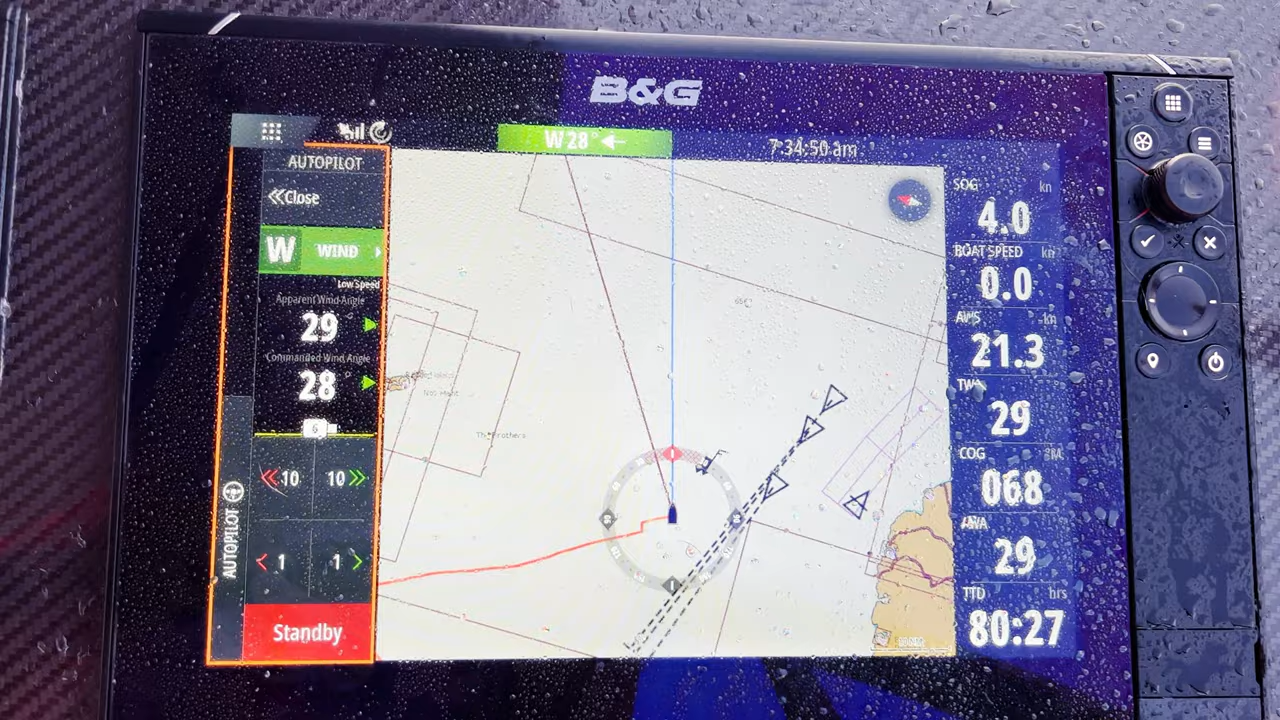 B&G
W28°
7:34:50 am
AUTOPILOT
Close
W WIND
Low Speed
Apparent Wind Angle
29
Commanded Wind Angle
28
10 10
1 1
AUTOPILOT
Standby
SOG kn
4.0
BOAT SPEED kn
0.0
AWS kn
21.3
TWA
29
COG °M
068
AWA
29
TTD hrs
80:27